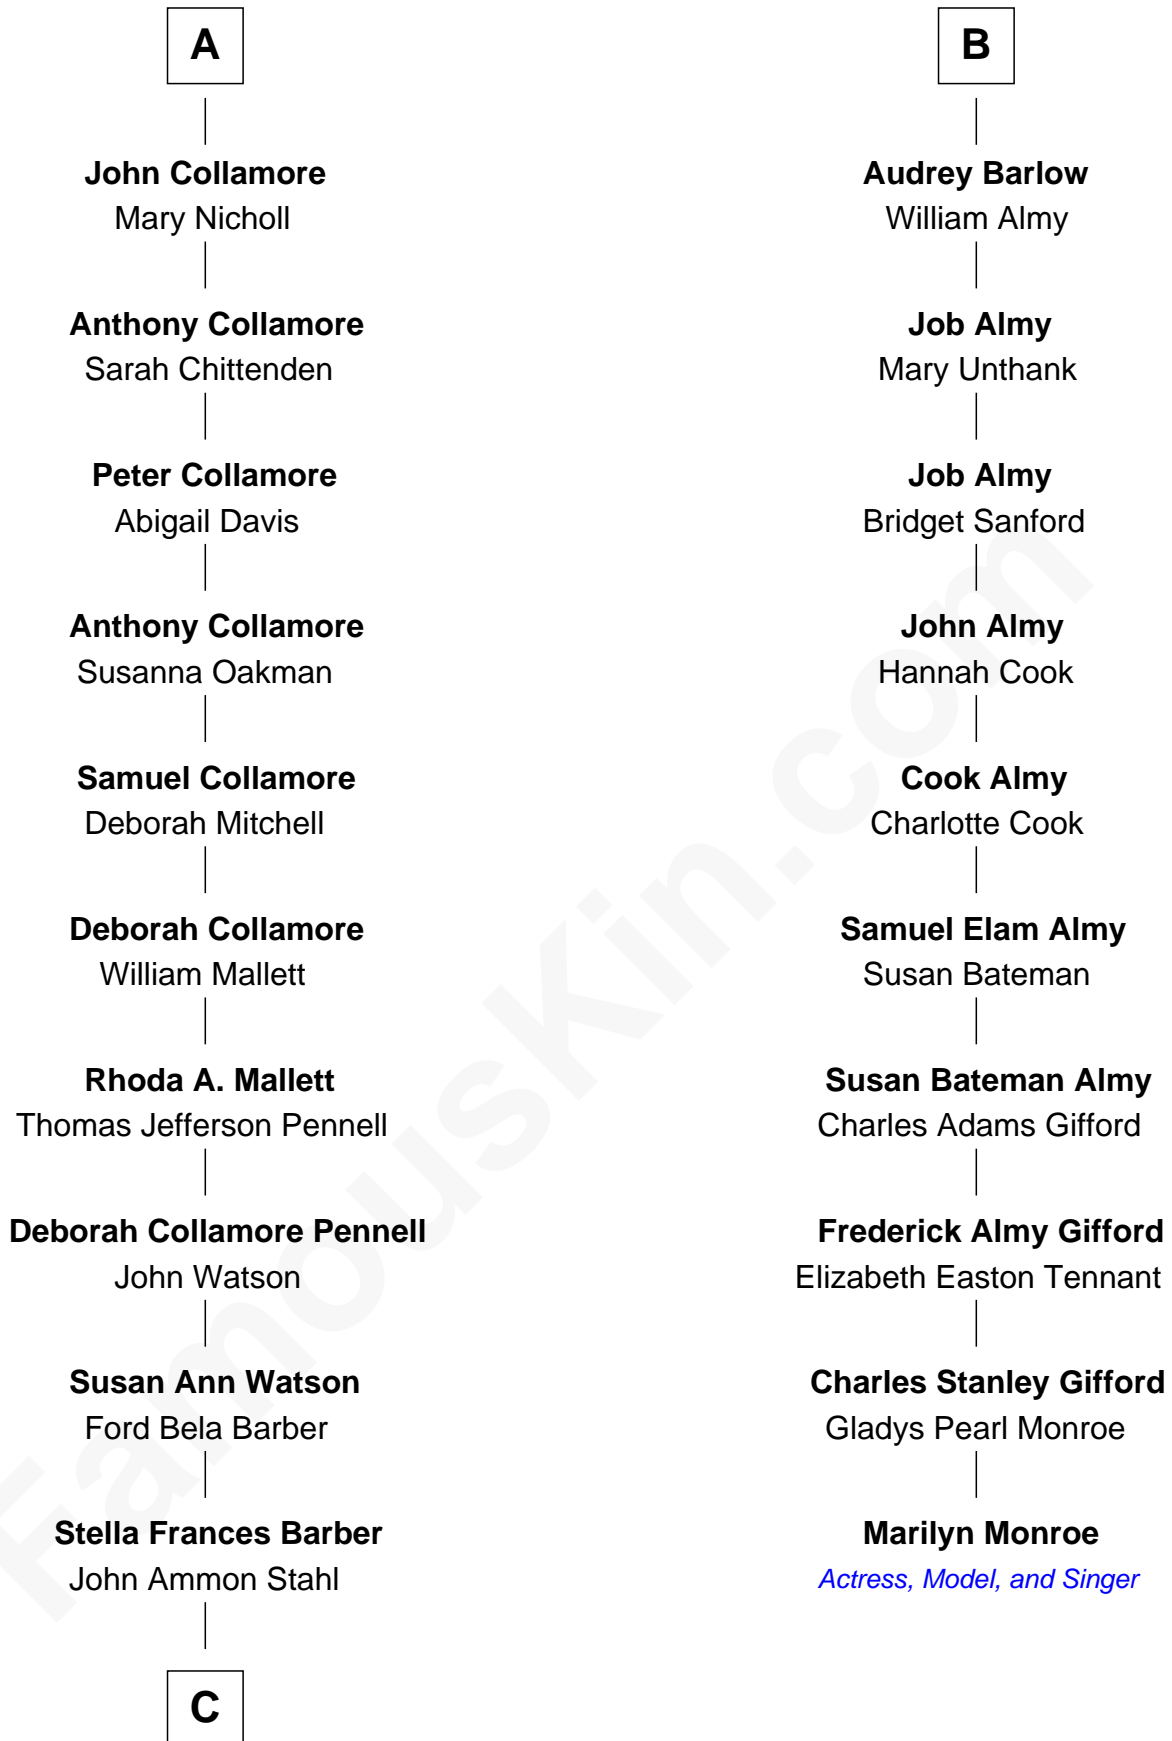 A
John Collamore
Mary Nicholl
Anthony Collamore
Sarah Chittenden
Peter Collamore
Abigail Davis
Anthony Collamore
Susanna Oakman
Samuel Collamore
Deborah Mitchell
Deborah Collamore
William Mallett
Rhoda A. Mallett
Thomas Jefferson Pennell
Deborah Collamore Pennell
John Watson
Susan Ann Watson
Ford Bela Barber
Stella Frances Barber
John Ammon Stahl
C
B
Audrey Barlow
William Almy
Job Almy
Mary Unthank
Job Almy
Bridget Sanford
John Almy
Hannah Cook
Cook Almy
Charlotte Cook
Samuel Elam Almy
Susan Bateman
Susan Bateman Almy
Charles Adams Gifford
Frederick Almy Gifford
Elizabeth Easton Tennant
Charles Stanley Gifford
Gladys Pearl Monroe
Marilyn Monroe
Actress, Model, and Singer
FamousKin.com